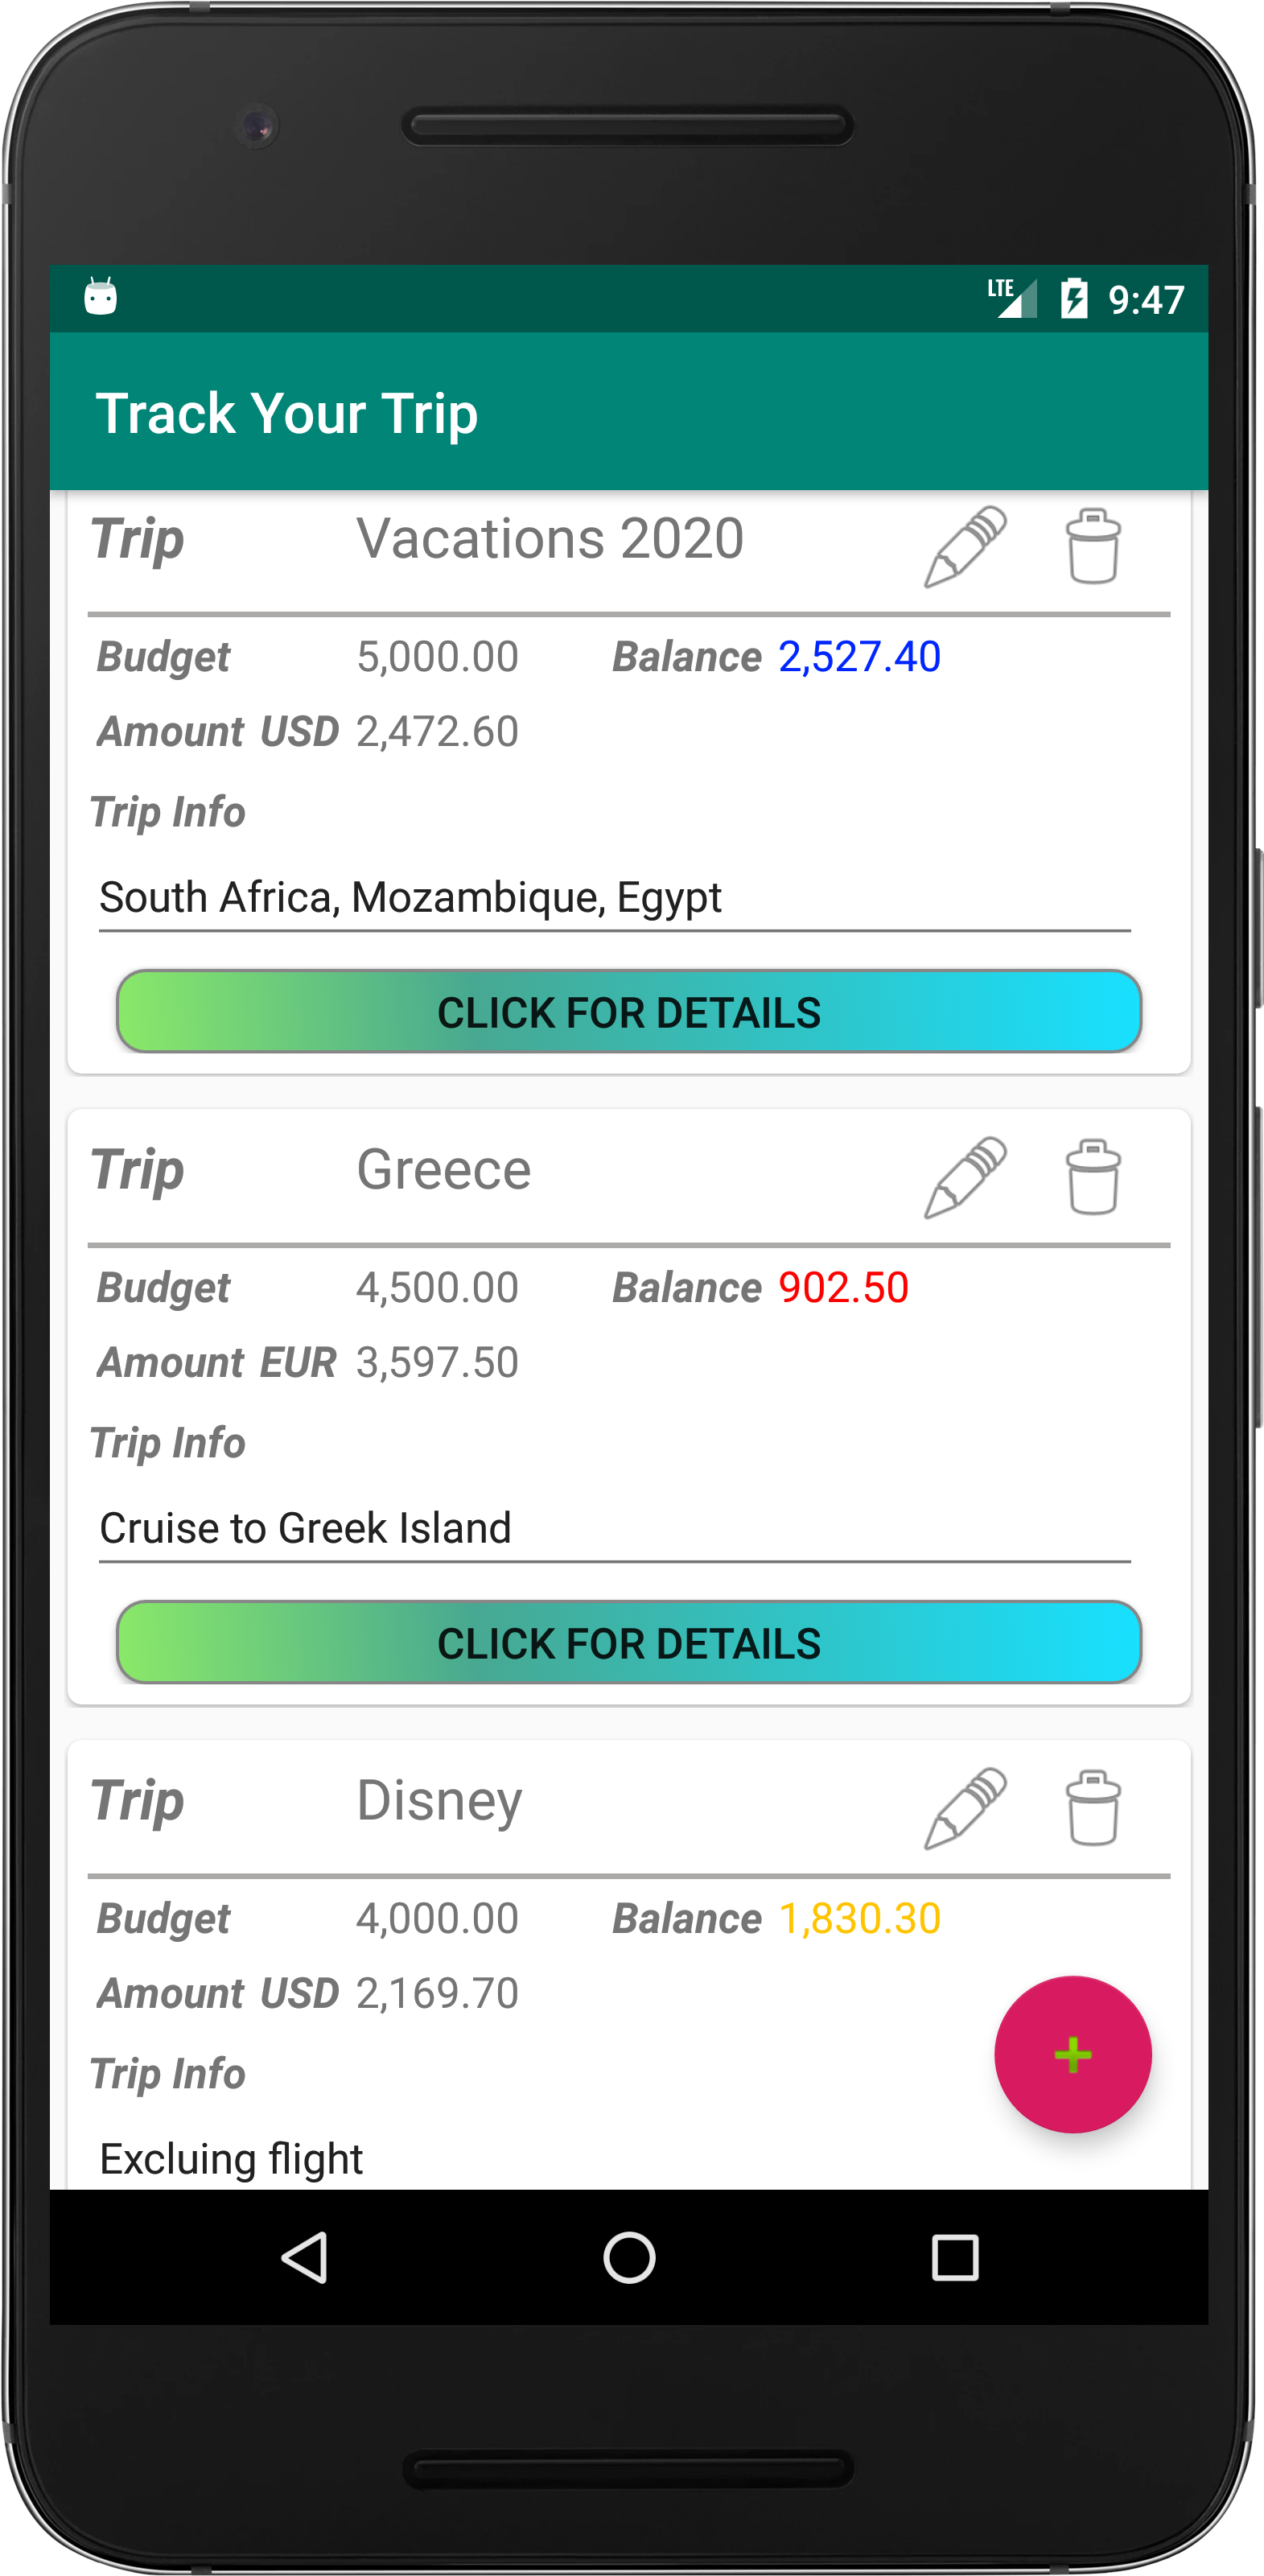 LTE 9:47
Track Your Trip
Trip Vacations 2020
Budget 5,000.00 Balance 2,527.40
Amount USD 2,472.60
Trip Info
South Africa, Mozambique, Egypt
CLICK FOR DETAILS
Trip Greece
Budget 4,500.00 Balance 902.50
Amount EUR 3,597.50
Trip Info
Cruise to Greek Island
CLICK FOR DETAILS
Trip Disney
Budget 4,000.00 Balance 1,830.30
Amount USD 2,169.70
+
Trip Info
Excluing flight